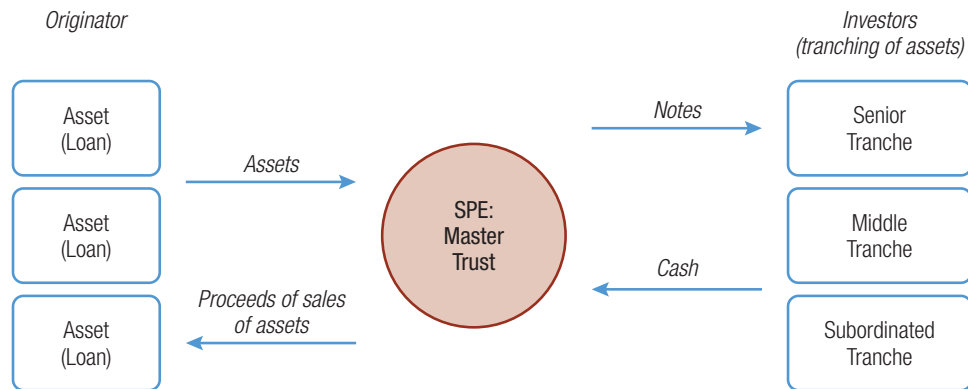 Originator
Asset
(Loan)
Asset
(Loan)
Asset
(Loan)
Assets
Proceeds of sales
of assets
SPE:
Master
Trust
Notes
Cash
Investors
(tranching of assets)
Senior
Tranche
Middle
Tranche
Subordinated
Tranche